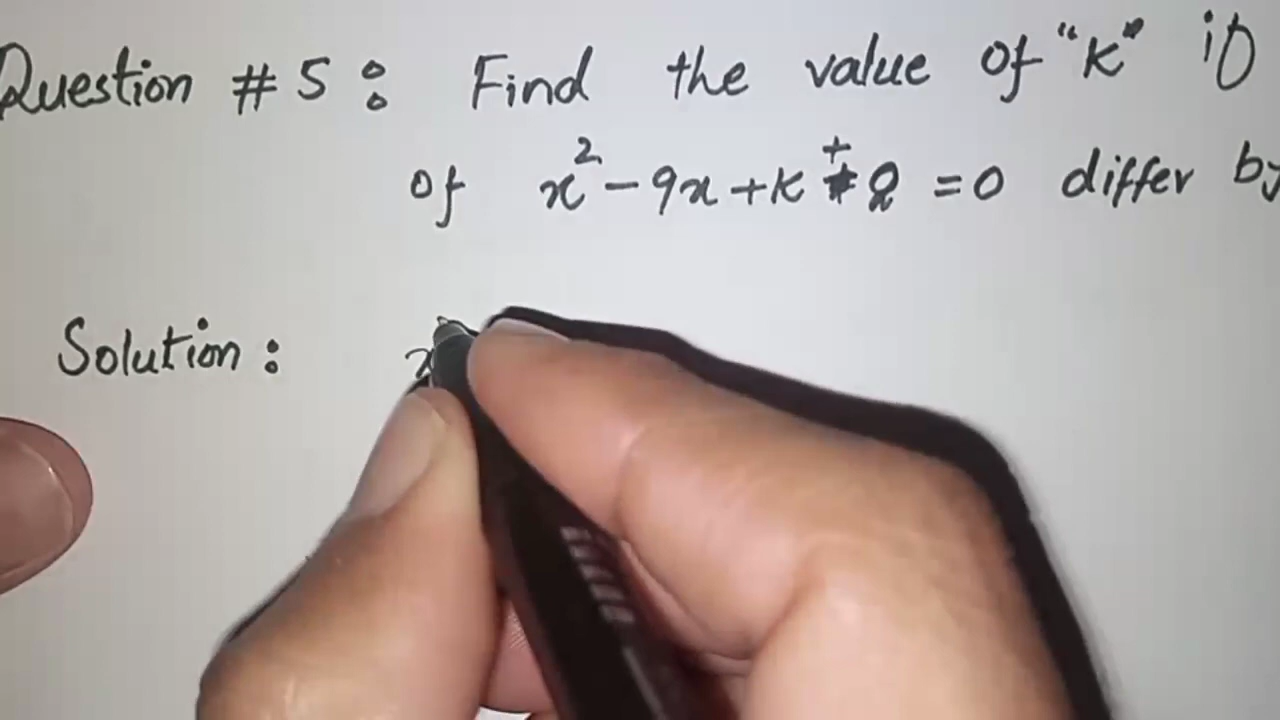 Question # 5 : Find the value of "K" if
of x² - 9x + K + 2 = 0 differ by
Solution : x